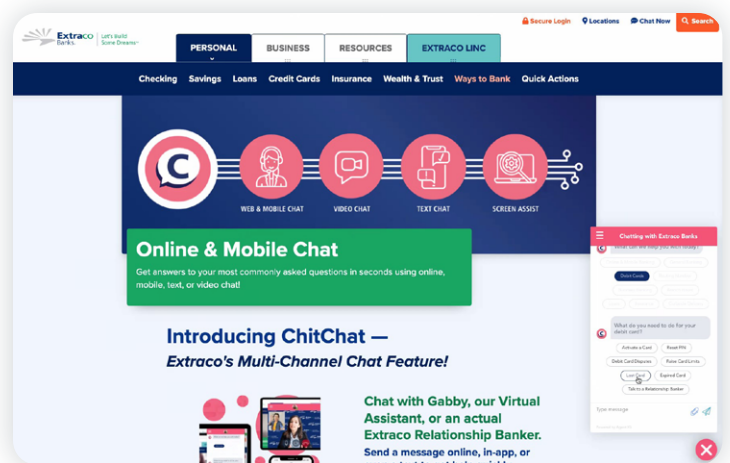 Extraco
Banks.
Let's Build
Some Dreams
Secure Login
Locations
Chat Now
Search
PERSONAL
BUSINESS
RESOURCES
EXTRACO LINC
Checking Savings Loans Credit Cards Insurance Wealth & Trust Ways to Bank Quick Actions
C
WEB & MOBILE CHAT
VIDEO CHAT
TEXT CHAT
SCREEN ASSIST
Online & Mobile Chat
Get answers to your most commonly asked questions in seconds using online,
mobile, text, or video chat!
Introducing ChitChat —
Extraco's Multi-Channel Chat Feature!
Chat with Gabby, our Virtual
Assistant, or an actual
Extraco Relationship Banker.
Send a message online, in-app, or
Chatting with Extraco Banks
Debit Cards
What do you need to do for your
debit card?
Activate a Card
Reset PIN
Debit Card Disputes
Raise Card Limits
Lost Card
Expired Card
Talk to a Relationship Banker
Type message